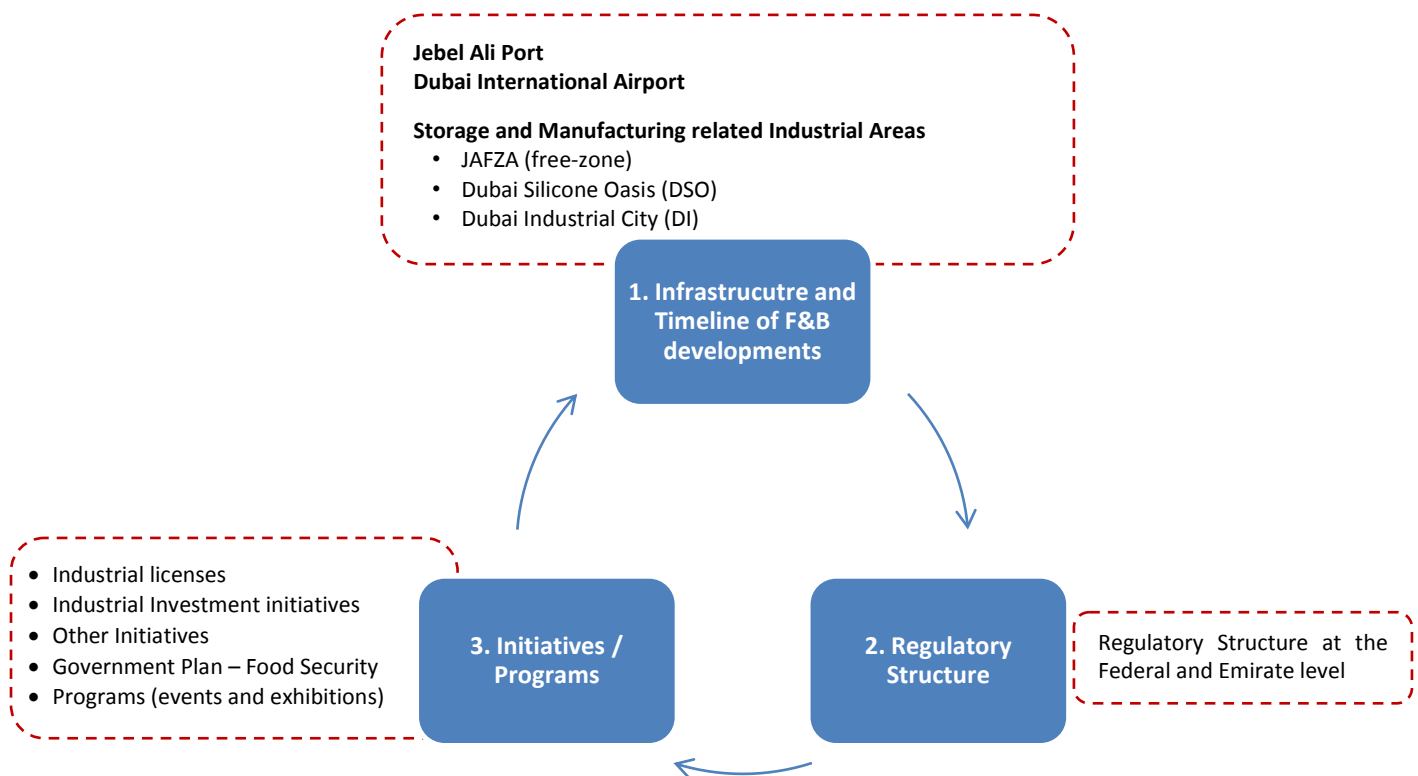 Jebel Ali Port
Dubai International Airport
Storage and Manufacturing related Industrial Areas
• JAFZA (free-zone)
• Dubai Silicone Oasis (DSO)
• Dubai Industrial City (DI)
1. Infrastrucutre and
Timeline of F&B
developments
• Industrial licenses
• Industrial Investment initiatives
• Other Initiatives
• Government Plan – Food Security
• Programs (events and exhibitions)
3. Initiatives /
Programs
2. Regulatory
Structure
Regulatory Structure at the
Federal and Emirate level